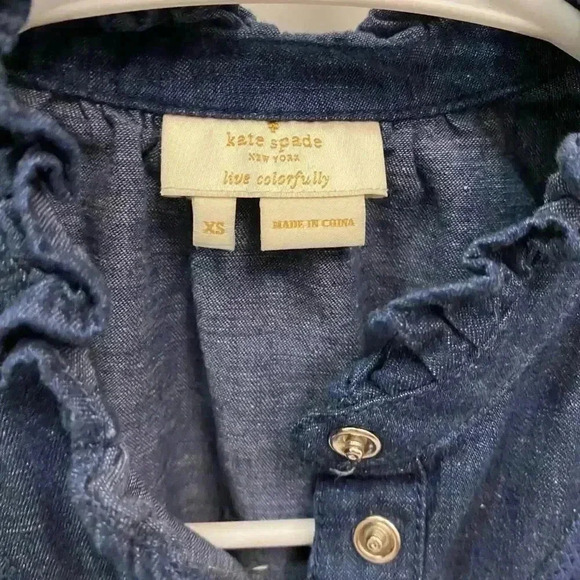 kate spade
NEW YORK
live colorfully
XS
MADE IN CHINA